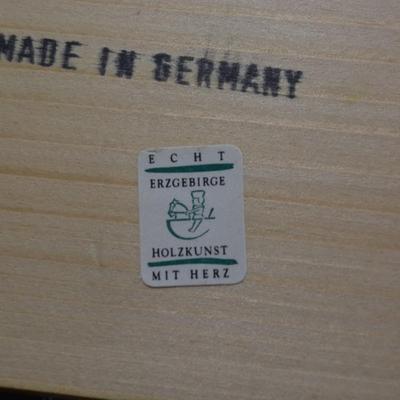 MADE IN GERMANY
ECHT
ERZGEBIRGE
HOLZKUNST
MIT HERZ